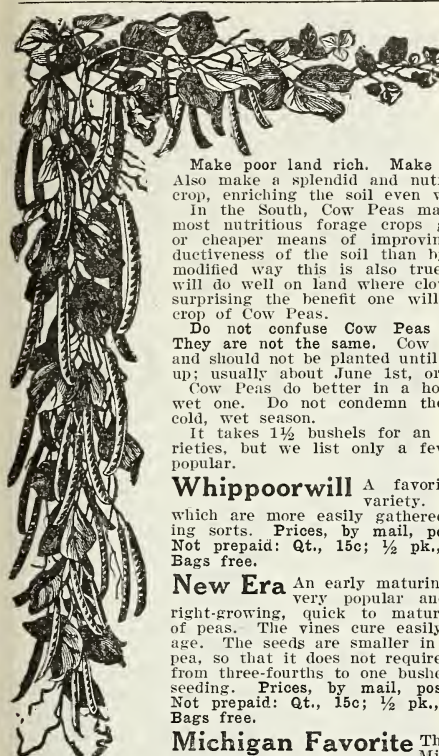 Make poor land rich. Make
Also make a splendid and nut
crop, enriching the soil even
In the South, Cow Peas ma
most nutritious forage crops
or cheaper means of improvin
ductiveness of the soil than b
modified way this is also true
will do well on land where clo
surprising the benefit one will
crop of Cow Peas.
Do not confuse Cow Peas
They are not the same. Cow
and should not be planted until
up; usually about June 1st, or
Cow Peas do better in a ho
wet one. Do not condemn the
cold, wet season.
It takes 1½ bushels for an
rieties, but we list only a fe
popular.
Whippoorwill A favori
variety.
which are more easily gathered
ing sorts. Prices, by mail, p
Not prepaid: Qt., 15c; ½ pk.,
Bags free.
New Era An early maturin
very popular an
right-growing, quick to matur
of peas. The vines cure easily
age. The seeds are smaller in
pea, so that it does not require
from three-fourths to one bushe
seeding. Prices, by mail, pos
Not prepaid: Qt., 15c; ½ pk.,
Bags free.
Michigan Favorite Th